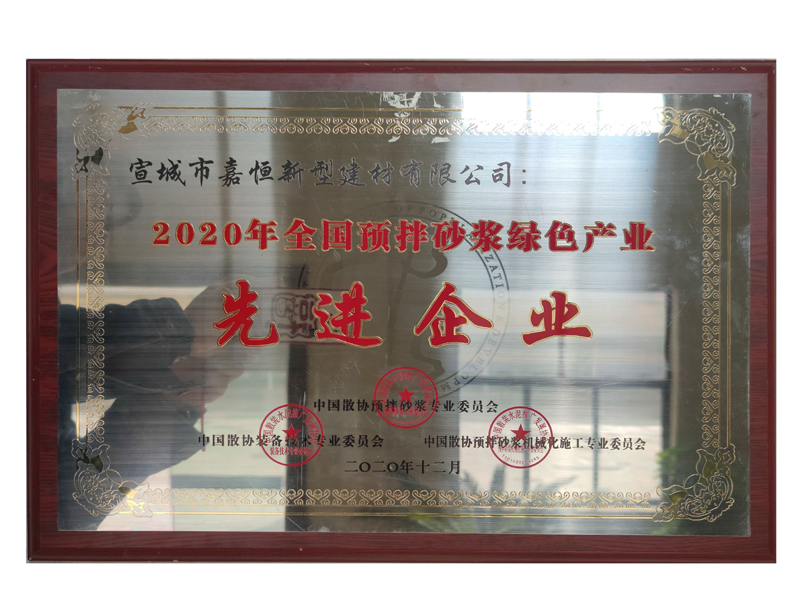 宣城市嘉恒新型建材有限公司：
2020年全国预拌砂浆绿色产业
先进企业
中国散协预拌砂浆专业委员会
中国散协装备技术专业委员会 中国散协预拌砂浆机械化施工专业委员会
二〇二〇年十二月